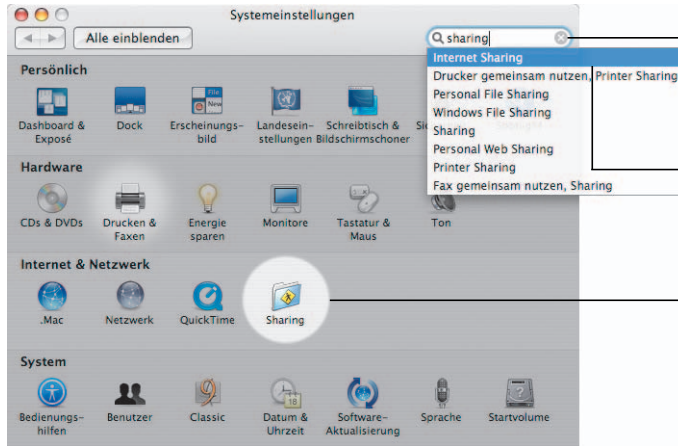 Systemeinstellungen
Alle einblenden
sharing
Internet Sharing
Drucker gemeinsam nutzen, Printer Sharing
Personal File Sharing
Windows File Sharing
Sharing
Personal Web Sharing
Printer Sharing
Fax gemeinsam nutzen, Sharing
Persönlich
Dashboard &
Exposé
Dock
Erscheinungs-
bild
Landesein-
stellungen
Schreibtisch &
Bildschirmschoner
Hardware
CDs & DVDs
Drucken &
Faxen
Energie
sparen
Monitore
Tastatur &
Maus
Ton
Internet & Netzwerk
.Mac
Netzwerk
QuickTime
Sharing
System
Bedienungs-
hilfen
Benutzer
Classic
Datum &
Uhrzeit
Software-
Aktualisierung
Sprache
Startvolume